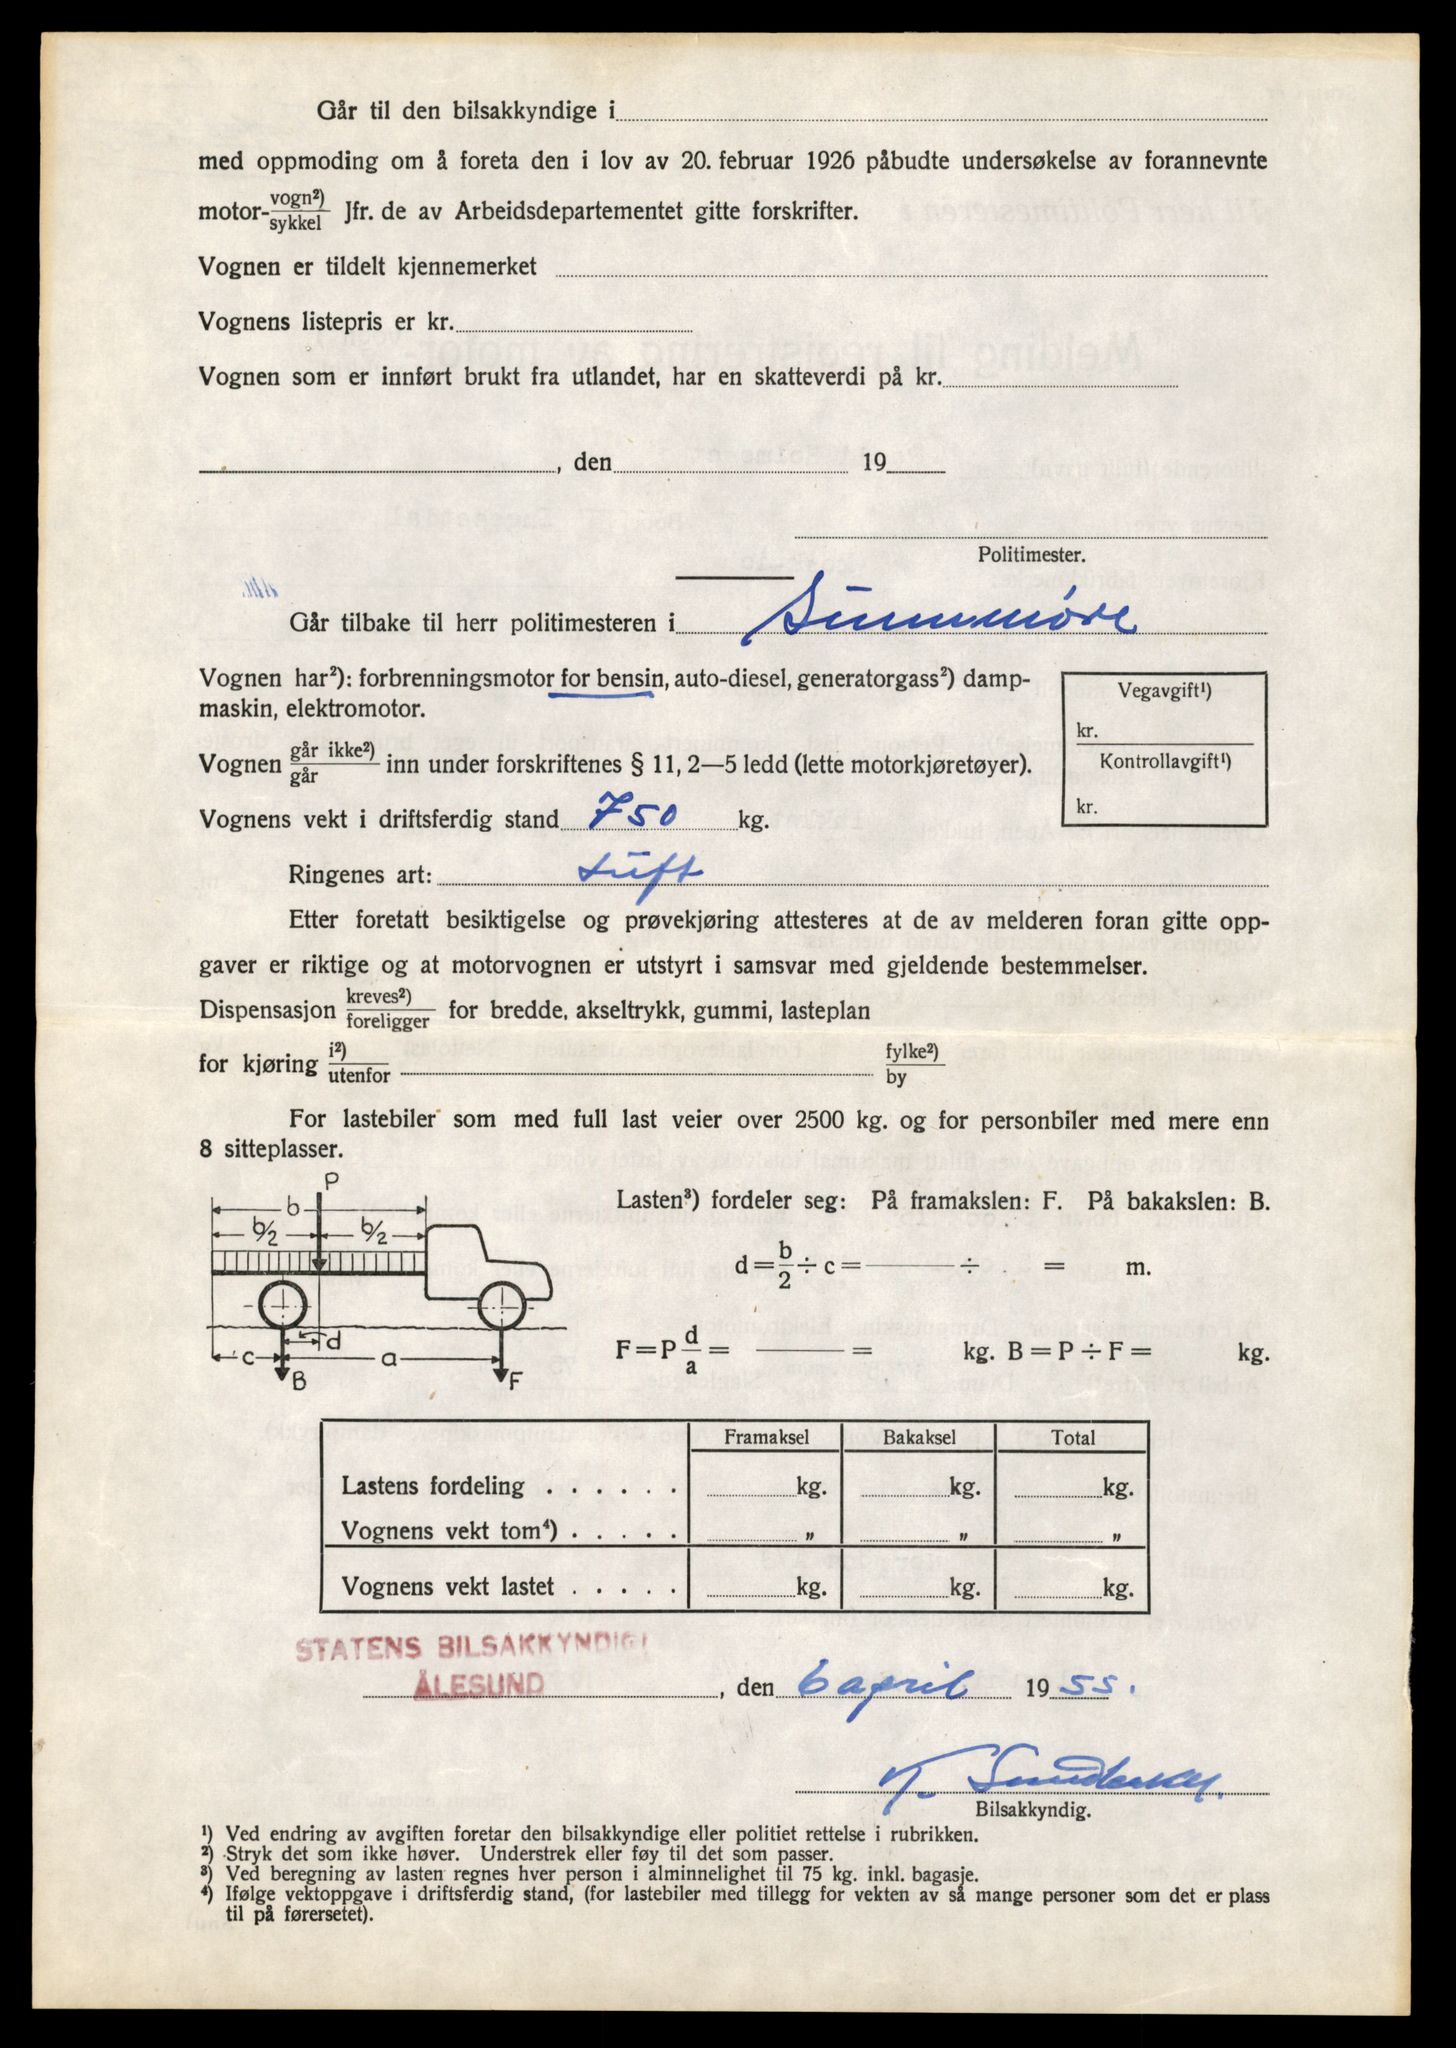 Går til den bilsakkyndige i
med oppmoding om å foreta den i lov av 20. februar 1926 påbudte undersøkelse av forannevnte
motor- vogn²) / sykkel Jfr. de av Arbeidsdepartementet gitte forskrifter.
Vognen er tildelt kjennemerket
Vognens listepris er kr.
Vognen som er innført brukt fra utlandet, har en skatteverdi på kr.
, den 19
Politimester.
Går tilbake til herr politimesteren i Sunnmøre
Vognen har²): forbrenningsmotor for bensin, auto-diesel, generatorgass²) damp-
maskin, elektromotor.
Vegavgift¹)
kr.
Kontrollavgift¹)
kr.
Vognen går ikke²) / går inn under forskriftenes § 11, 2—5 ledd (lette motorkjøretøyer).
Vognens vekt i driftsferdig stand 750 kg.
Ringenes art: Luft
Etter foretatt besiktigelse og prøvekjøring attesteres at de av melderen foran gitte opp-
gaver er riktige og at motorvognen er utstyrt i samsvar med gjeldende bestemmelser.
Dispensasjon kreves²) / foreligger for bredde, akseltrykk, gummi, lasteplan
for kjøring i²) / utenfor fylke²) / by
For lastebiler som med full last veier over 2500 kg. og for personbiler med mere enn
8 sitteplasser.
P
b
b/2 b/2
d
c a
B F
Lasten³) fordeler seg: På framakslen: F. På bakakslen: B.
d = b/2 ÷ c = ÷ = m.
F = P d/a = = kg. B = P ÷ F = kg.
Framaksel Bakaksel Total
Lastens fordeling . . . . . . kg. kg. kg.
Vognens vekt tom⁴) . . . . . „ „ „
Vognens vekt lastet . . . . . kg. kg. kg.
STATENS BILSAKKYNDIGE
ÅLESUND
, den 6 april 1955.
Bilsakkyndig.
¹) Ved endring av avgiften foretar den bilsakkyndige eller politiet rettelse i rubrikken.
²) Stryk det som ikke høver. Understrek eller føy til det som passer.
³) Ved beregning av lasten regnes hver person i alminnelighet til 75 kg. inkl. bagasje.
⁴) Ifølge vektoppgave i driftsferdig stand, (for lastebiler med tillegg for vekten av så mange personer som det er plass
til på førersetet).